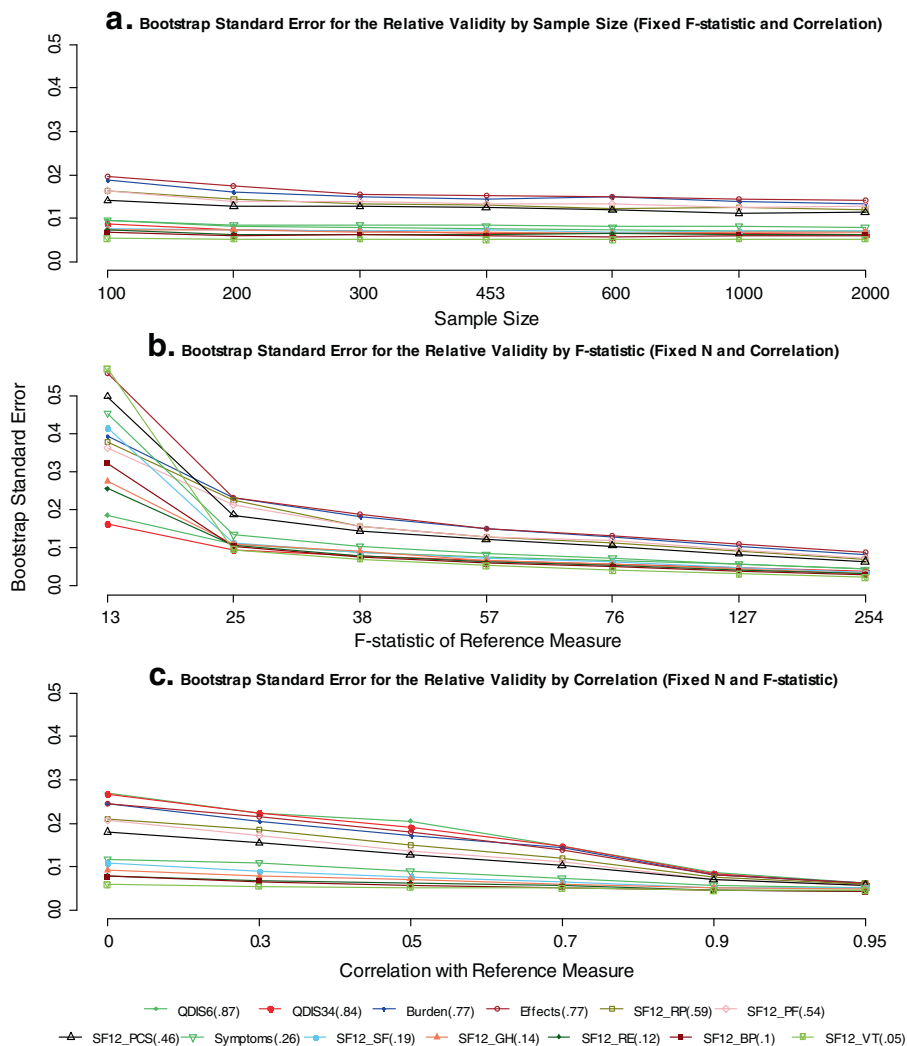 a. Bootstrap Standard Error for the Relative Validity by Sample Size (Fixed F-statistic and Correlation)
0.5
0.4
0.3
0.2
0.1
0.0
100 200 300 453 600 1000 2000
Sample Size
b. Bootstrap Standard Error for the Relative Validity by F-statistic (Fixed N and Correlation)
Bootstrap Standard Error
0.5
0.4
0.3
0.2
0.1
0.0
13 25 38 57 76 127 254
F-statistic of Reference Measure
c. Bootstrap Standard Error for the Relative Validity by Correlation (Fixed N and F-statistic)
0.5
0.4
0.3
0.2
0.1
0.0
0 0.3 0.5 0.7 0.9 0.95
Correlation with Reference Measure
QDIS6(.87) QDIS34(.84) Burden(.77) Effects(.77) SF12_RP(.59) SF12_PF(.54)
SF12_PCS(.46) Symptoms(.26) SF12_SF(.19) SF12_GH(.14) SF12_RE(.12) SF12_BP(.1) SF12_VT(.05)